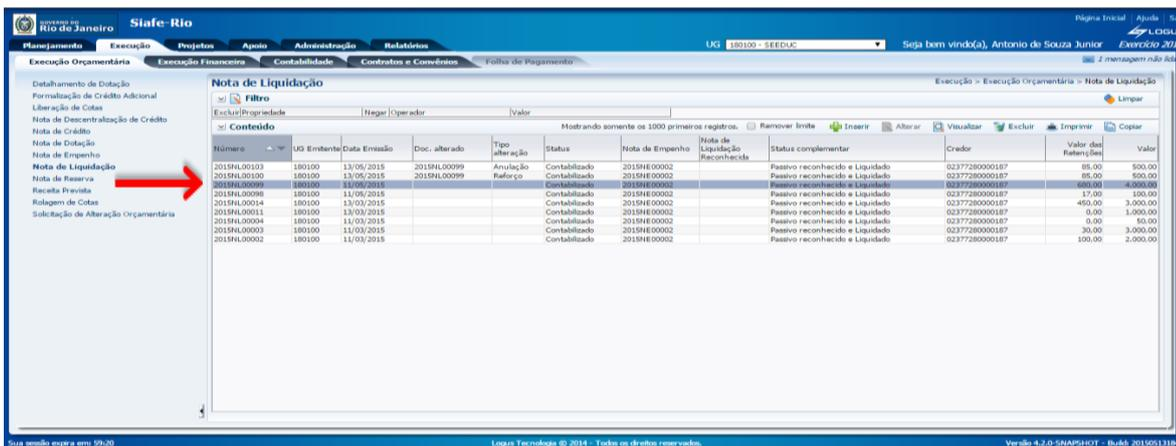 GOVERNO DO
Rio de Janeiro
Siafe-Rio
Página Inicial Ajuda
LOGU
Planejamento Execução Projetos Apoio Administração Relatórios
UG 180100 - SEEDUC
Seja bem vindo(a), Antonio de Souza Junior
Exercício 201
Execução Orçamentária Execução Financeira Contabilidade Contratos e Convênios Folha de Pagamento
1 mensagem não lid
Detalhamento de Dotação
Formalização de Crédito Adicional
Liberação de Cotas
Nota de Descentralização de Crédito
Nota de Crédito
Nota de Dotação
Nota de Empenho
Nota de Liquidação
Nota de Reserva
Receita Prevista
Rolagem de Cotas
Solicitação de Alteração Orçamentária
Nota de Liquidação
Execução > Execução Orçamentária > Nota de Liquidação
Filtro
Limpar
Excluir Propriedade Negar Operador Valor
Conteúdo
Mostrando somente os 1000 primeiros registros. Remover limite Inserir Alterar Visualizar Excluir Imprimir Copiar
Número UG Emitente Data Emissão Doc. alterado Tipo alteração Status Nota de Empenho Nota de Liquidação Reconhecida Status complementar Credor Valor das Retenções Valor
2015NL00103 180100 13/05/2015 2015NL00099 Anulação Contabilizado 2015NE00002 Passivo reconhecido e Liquidado 02377280000187 85,00 500,00
2015NL00100 180100 13/05/2015 2015NL00099 Reforço Contabilizado 2015NE00002 Passivo reconhecido e Liquidado 02377280000187 85,00 500,00
2015NL00099 180100 11/05/2015 Contabilizado 2015NE00002 Passivo reconhecido e Liquidado 02377280000187 680,00 4.000,00
2015NL00098 180100 11/05/2015 Contabilizado 2015NE00002 Passivo reconhecido e Liquidado 02377280000187 17,00 100,00
2015NL00014 180100 13/03/2015 Contabilizado 2015NE00002 Passivo reconhecido e Liquidado 02377280000187 450,00 3.000,00
2015NL00011 180100 13/03/2015 Contabilizado 2015NE00002 Passivo reconhecido e Liquidado 02377280000187 0,00 1.000,00
2015NL00004 180100 11/03/2015 Contabilizado 2015NE00002 Passivo reconhecido e Liquidado 02377280000187 0,00 50,00
2015NL00003 180100 11/03/2015 Contabilizado 2015NE00002 Passivo reconhecido e Liquidado 02377280000187 30,00 3.000,00
2015NL00002 180100 11/03/2015 Contabilizado 2015NE00002 Passivo reconhecido e Liquidado 02377280000187 100,00 2.000,00
Sua sessão expira em: 59:20
Logus Tecnologia © 2014 - Todos os direitos reservados.
Versão 4.2.0-SNAPSHOT - Build: 201505131